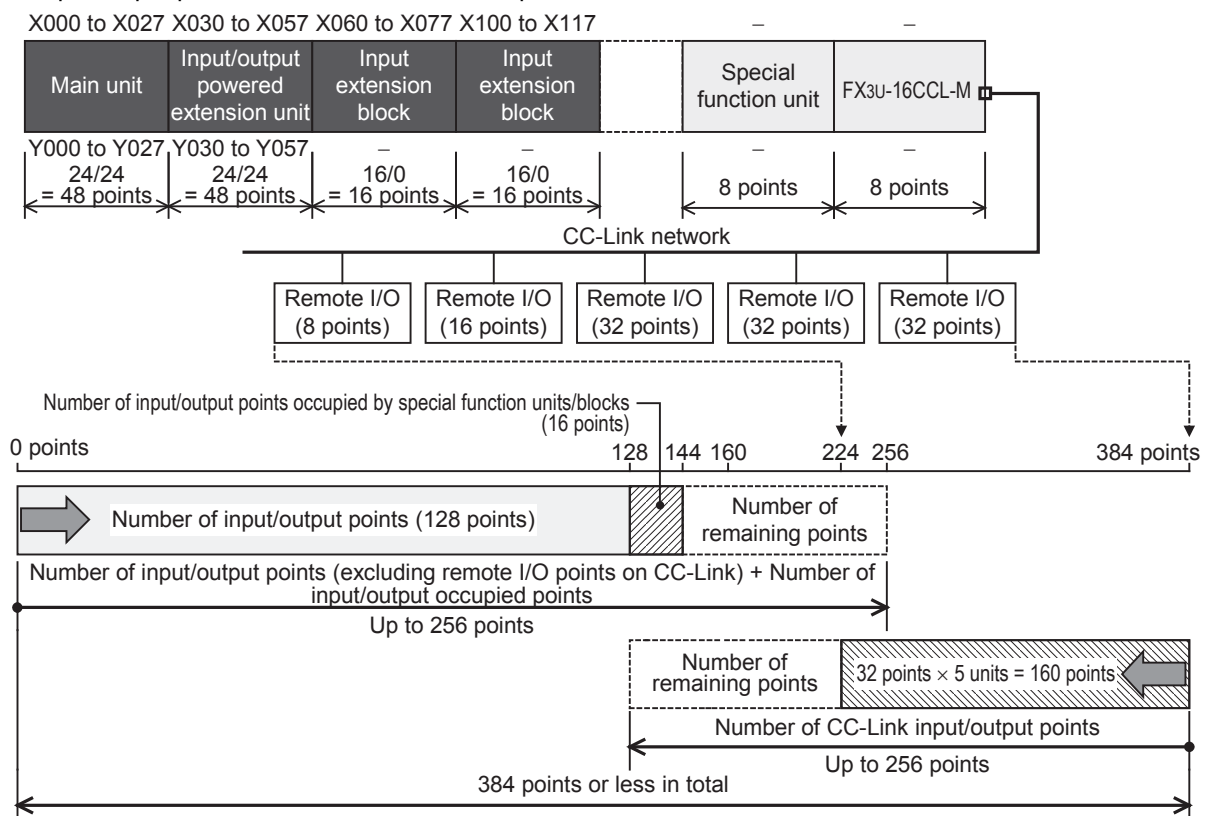 X000 to X027 X030 to X057 X060 to X077 X100 to X117 – –
Main unit
Input/output
powered
extension unit
Input
extension
block
Input
extension
block
Special
function unit
FX3U-16CCL-M
Y000 to Y027 Y030 to Y057 – – – –
24/24
= 48 points
24/24
= 48 points
16/0
= 16 points
16/0
= 16 points
8 points
8 points
CC-Link network
Remote I/O
(8 points)
Remote I/O
(16 points)
Remote I/O
(32 points)
Remote I/O
(32 points)
Remote I/O
(32 points)
Number of input/output points occupied by special function units/blocks
(16 points)
0 points 128 144 160 224 256 384 points
Number of input/output points (128 points)
Number of
remaining points
Number of input/output points (excluding remote I/O points on CC-Link) + Number of
input/output occupied points
Up to 256 points
Number of
remaining points
32 points × 5 units = 160 points
Number of CC-Link input/output points
Up to 256 points
384 points or less in total